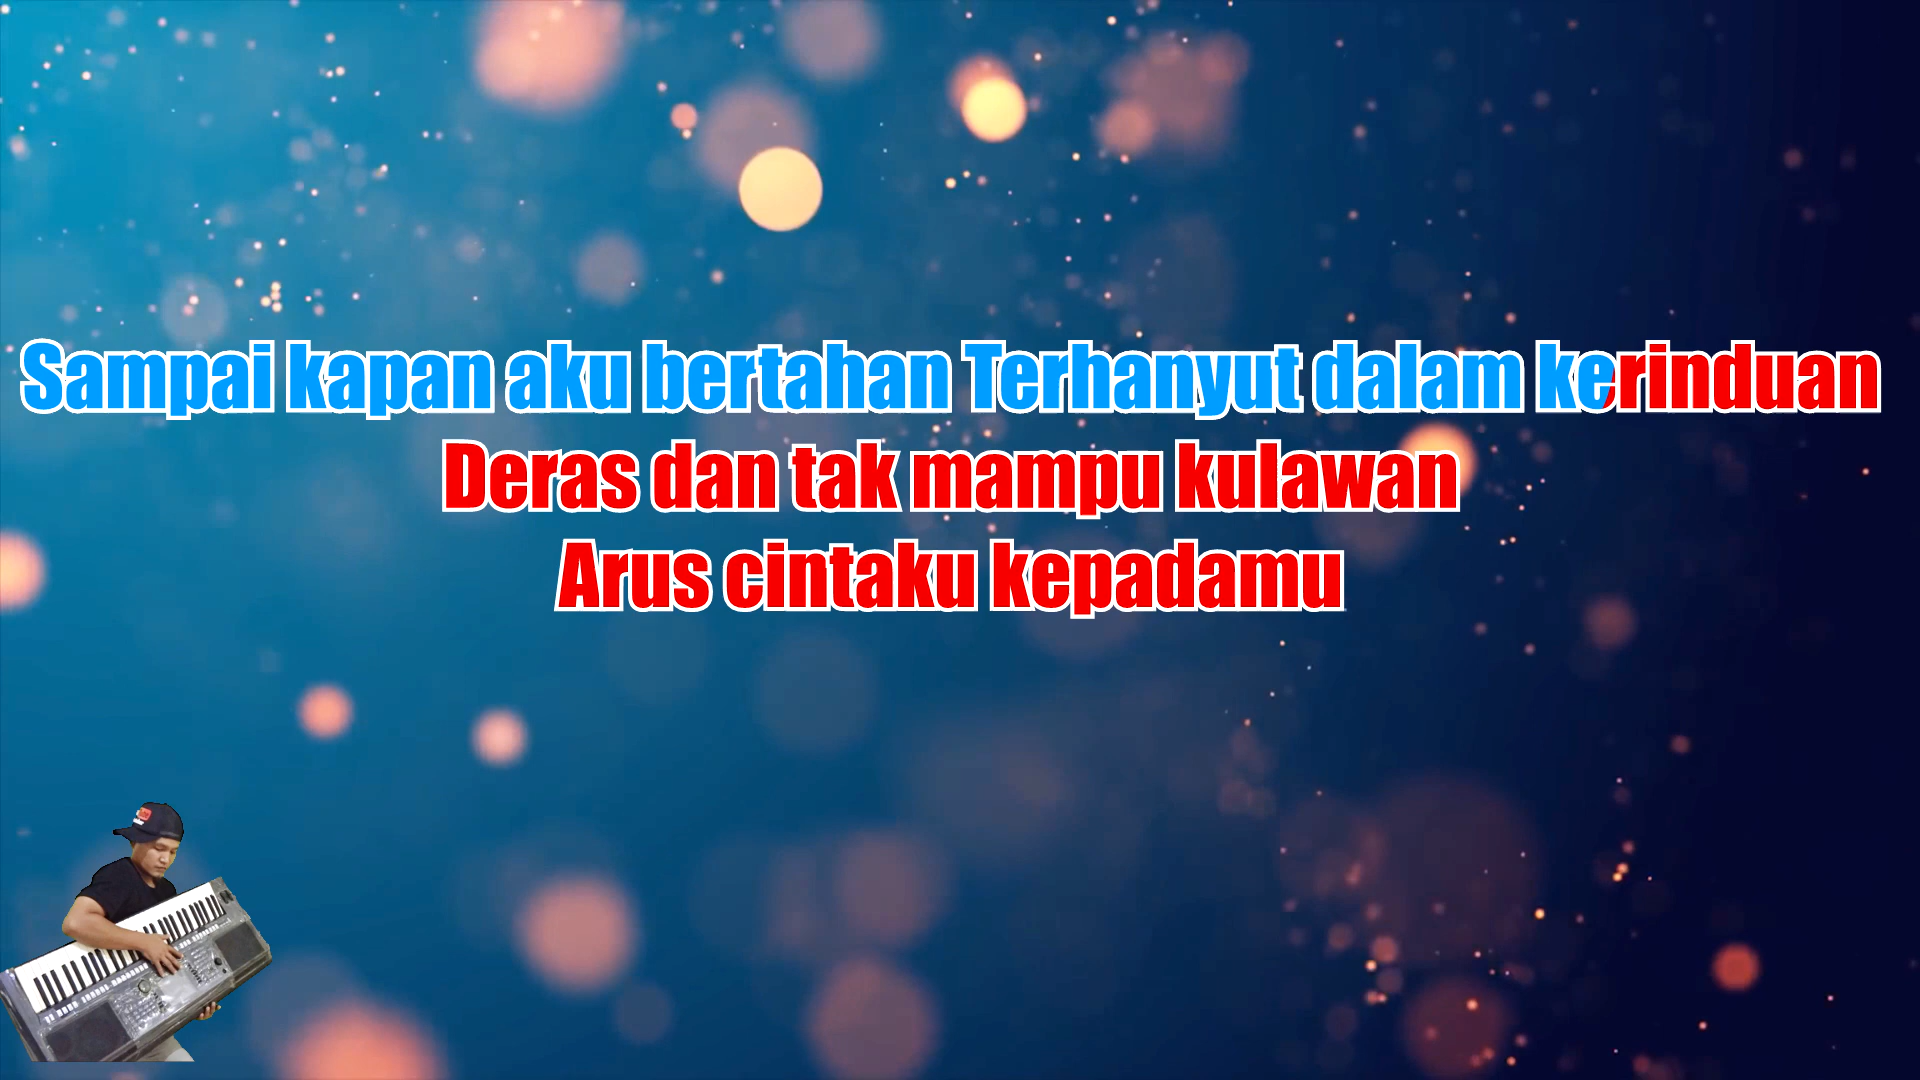 Sampai kapan aku bertahan Terhanyut dalam kerinduan
Deras dan tak mampu kulawan
Arus cintaku kepadamu